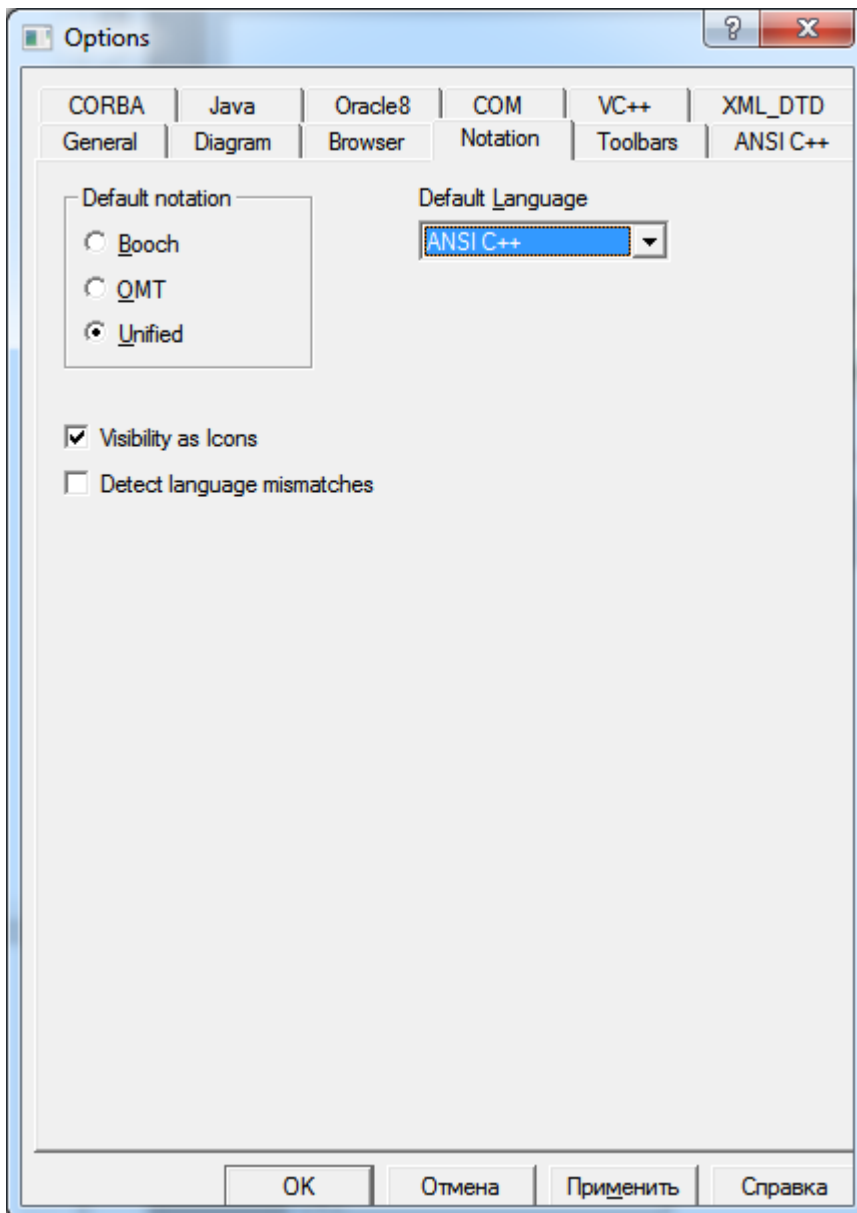 Options
CORBA Java Oracle8 COM VC++ XML_DTD
General Diagram Browser Notation Toolbars ANSI C++
Default notation
Default Language
Booch
ANSI C++
OMT
Unified
Visibility as Icons
Detect language mismatches
OK Отмена Применить Справка